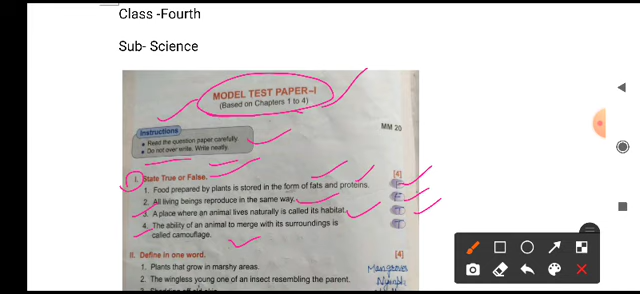 Class -Fourth
Sub- Science
MODEL TEST PAPER–I
(Based on Chapters 1 to 4)
MM 20
Instructions
• Read the question paper carefully.
• Do not over write. Write neatly.
I. State True or False. [4]
1. Food prepared by plants is stored in the form of fats and proteins. F
2. All living beings reproduce in the same way. F
3. A place where an animal lives naturally is called its habitat. T
4. The ability of an animal to merge with its surroundings is T
called camouflage.
II. Define in one word. [4]
1. Plants that grow in marshy areas. Mangroves
2. The wingless young one of an insect resembling the parent. Nymph